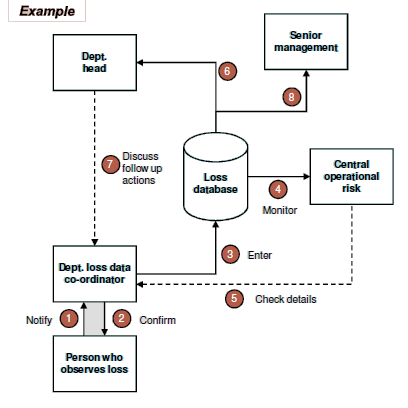 Example
Senior
management
Dept.
head
6
8
7
Discuss
follow up
actions
Loss
database
4
Monitor
Central
operational
risk
3
Enter
Dept. loss data
co-ordinator
5
Check details
Notify
1
2
Confirm
Person who
observes loss